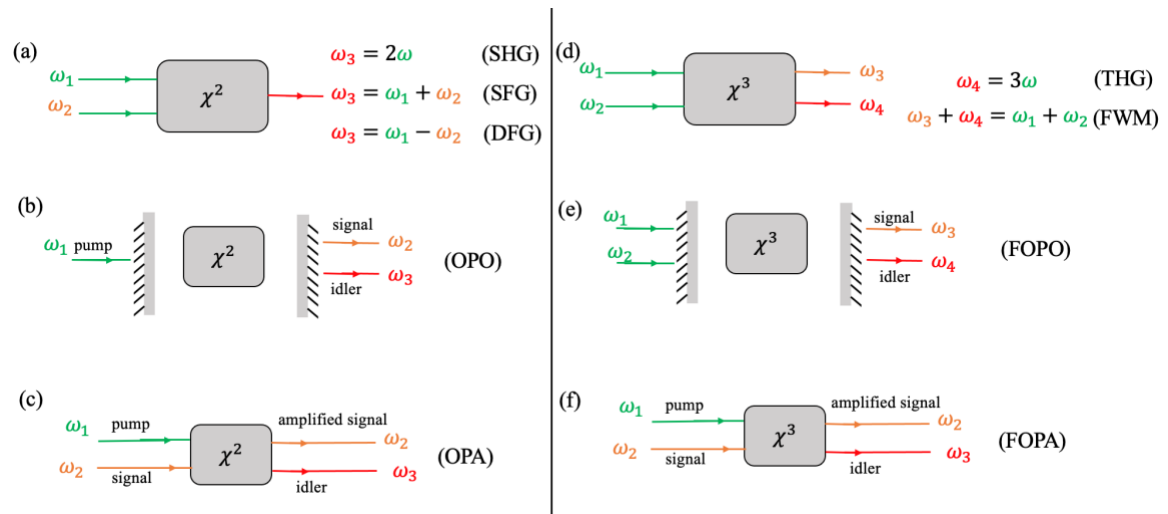 (a)
ω₁
ω₂
χ²
ω₃ = 2ω (SHG)
ω₃ = ω₁ + ω₂ (SFG)
ω₃ = ω₁ − ω₂ (DFG)
(b)
ω₁ pump
χ²
signal
ω₂
idler
ω₃
(OPO)
(c)
ω₁ pump
ω₂ signal
χ²
amplified signal
ω₂
idler
ω₃
(OPA)
(d)
ω₁
ω₂
χ³
ω₃
ω₄
ω₄ = 3ω (THG)
ω₃ + ω₄ = ω₁ + ω₂ (FWM)
(e)
ω₁
ω₂
χ³
signal
ω₃
idler
ω₄
(FOPO)
(f)
ω₁ pump
ω₂ signal
χ³
amplified signal
ω₂
idler
ω₃
(FOPA)